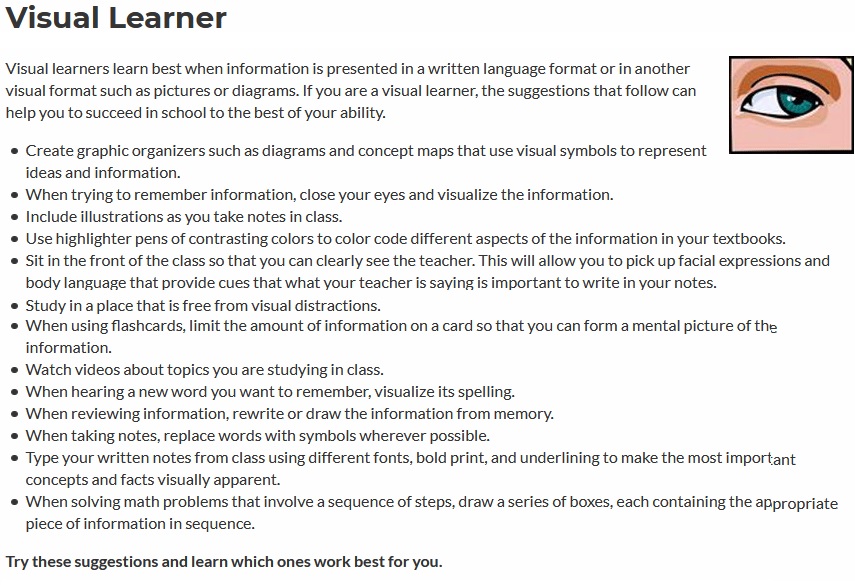 Visual Learner
Visual learners learn best when information is presented in a written language format or in another
visual format such as pictures or diagrams. If you are a visual learner, the suggestions that follow can
help you to succeed in school to the best of your ability.
• Create graphic organizers such as diagrams and concept maps that use visual symbols to represent
ideas and information.
• When trying to remember information, close your eyes and visualize the information.
• Include illustrations as you take notes in class.
• Use highlighter pens of contrasting colors to color code different aspects of the information in your textbooks.
• Sit in the front of the class so that you can clearly see the teacher. This will allow you to pick up facial expressions and
body language that provide cues that what your teacher is saying is important to write in your notes.
• Study in a place that is free from visual distractions.
• When using flashcards, limit the amount of information on a card so that you can form a mental picture of the
information.
• Watch videos about topics you are studying in class.
• When hearing a new word you want to remember, visualize its spelling.
• When reviewing information, rewrite or draw the information from memory.
• When taking notes, replace words with symbols wherever possible.
• Type your written notes from class using different fonts, bold print, and underlining to make the most important
concepts and facts visually apparent.
• When solving math problems that involve a sequence of steps, draw a series of boxes, each containing the appropriate
piece of information in sequence.
Try these suggestions and learn which ones work best for you.